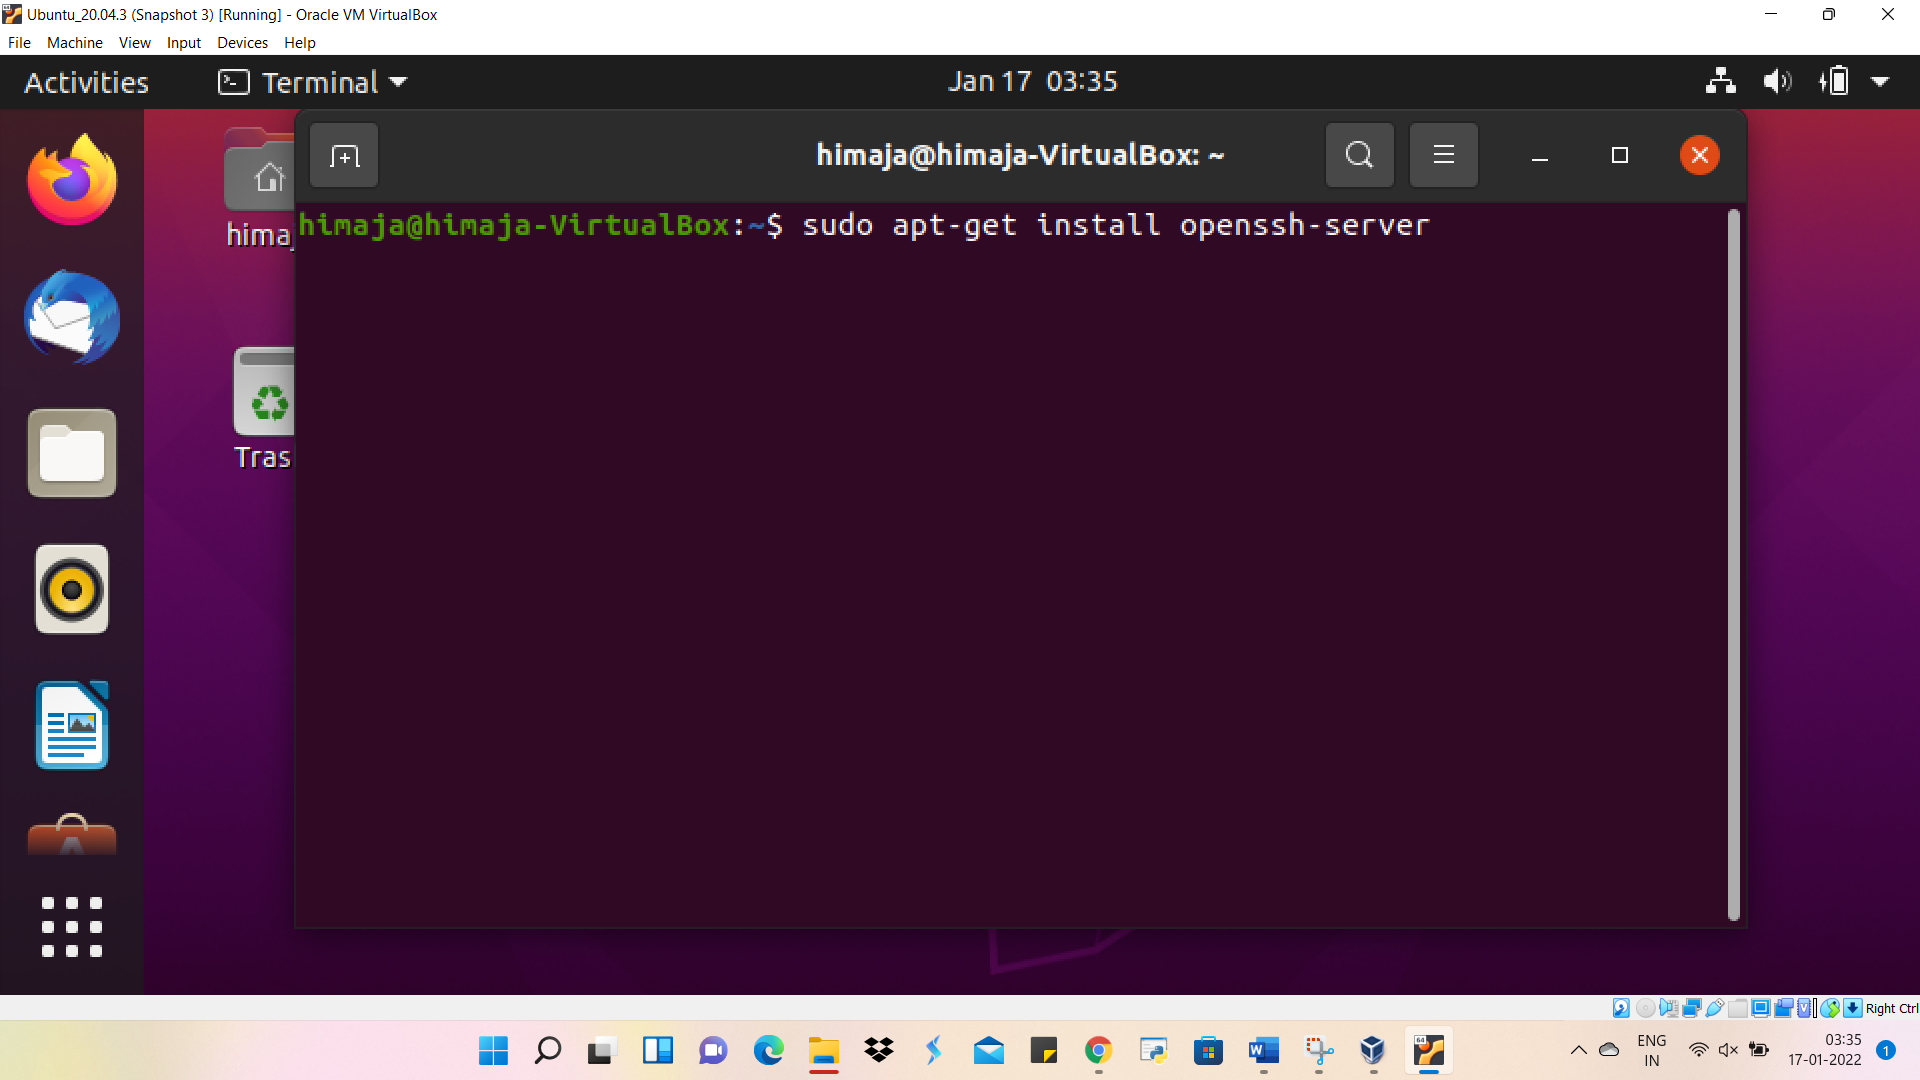 Ubuntu_20.04.3 (Snapshot 3) [Running] - Oracle VM VirtualBox
File Machine View Input Devices Help
Activities Terminal Jan 17 03:35
himaja@himaja-VirtualBox: ~
himaj
himaja@himaja-VirtualBox:~$ sudo apt-get install openssh-server
Tras
Right Ctrl
ENG
IN
03:35
17-01-2022
1